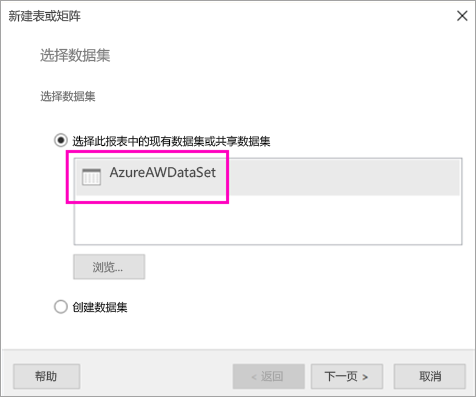 新建表或矩阵
选择数据集
选择数据集
选择此报表中的现有数据集或共享数据集
AzureAWDataSet
浏览...
创建数据集
帮助
< 返回
下一页 >
取消